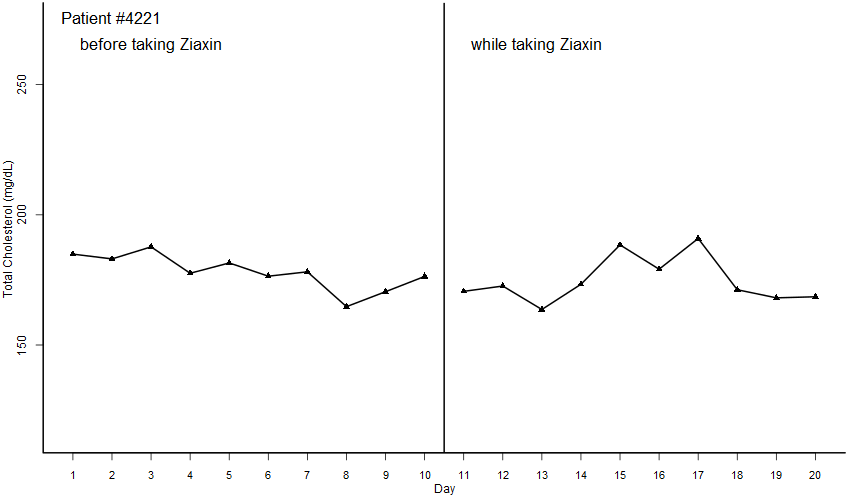 Patient #4221
before taking Ziaxin
while taking Ziaxin
250
200
150
Total Cholesterol (mg/dL)
1 2 3 4 5 6 7 8 9 10 11 12 13 14 15 16 17 18 19 20
Day